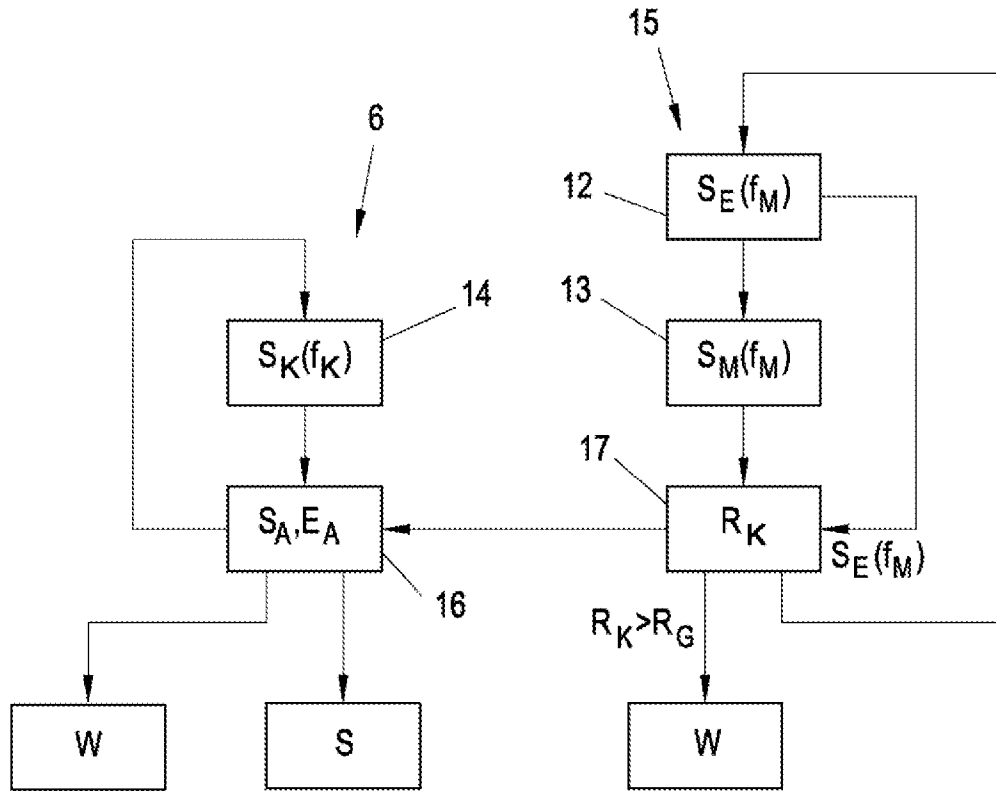 15
6
12
S_E(f_M)
14
13
S_K(f_K)
S_M(f_M)
17
S_A,E_A
R_K
S_E(f_M)
16
R_K>R_G
W
S
W